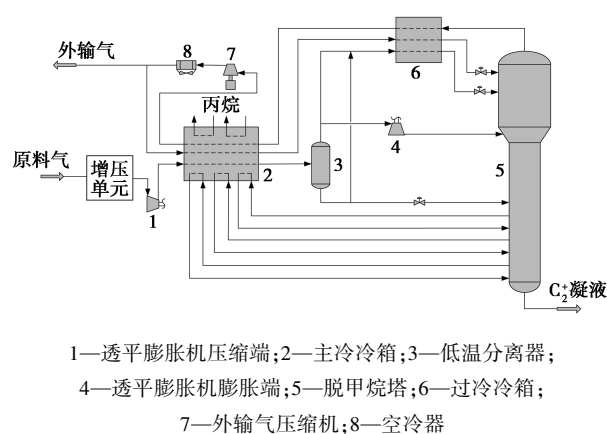 外输气
8
7
6
丙烷
原料气
增压
单元
1
2
3
4
5
C₂⁺凝液
1—透平膨胀机压缩端;2—主冷冷箱;3—低温分离器;
4—透平膨胀机膨胀端;5—脱甲烷塔;6—过冷冷箱;
7—外输气压缩机;8—空冷器